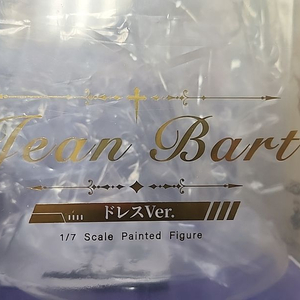 Jean Bart
ドレスVer.
1/7 Scale Painted Figure